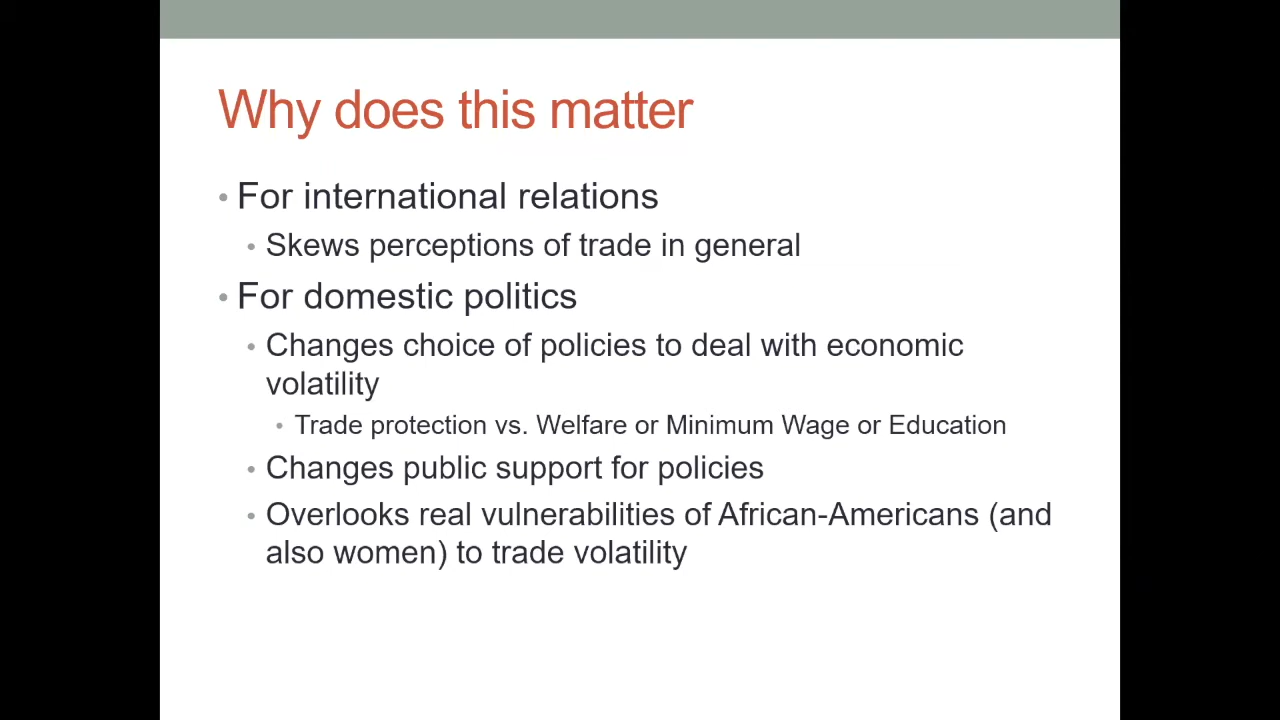 Why does this matter
• For international relations
• Skews perceptions of trade in general
• For domestic politics
• Changes choice of policies to deal with economic
volatility
• Trade protection vs. Welfare or Minimum Wage or Education
• Changes public support for policies
• Overlooks real vulnerabilities of African-Americans (and
also women) to trade volatility